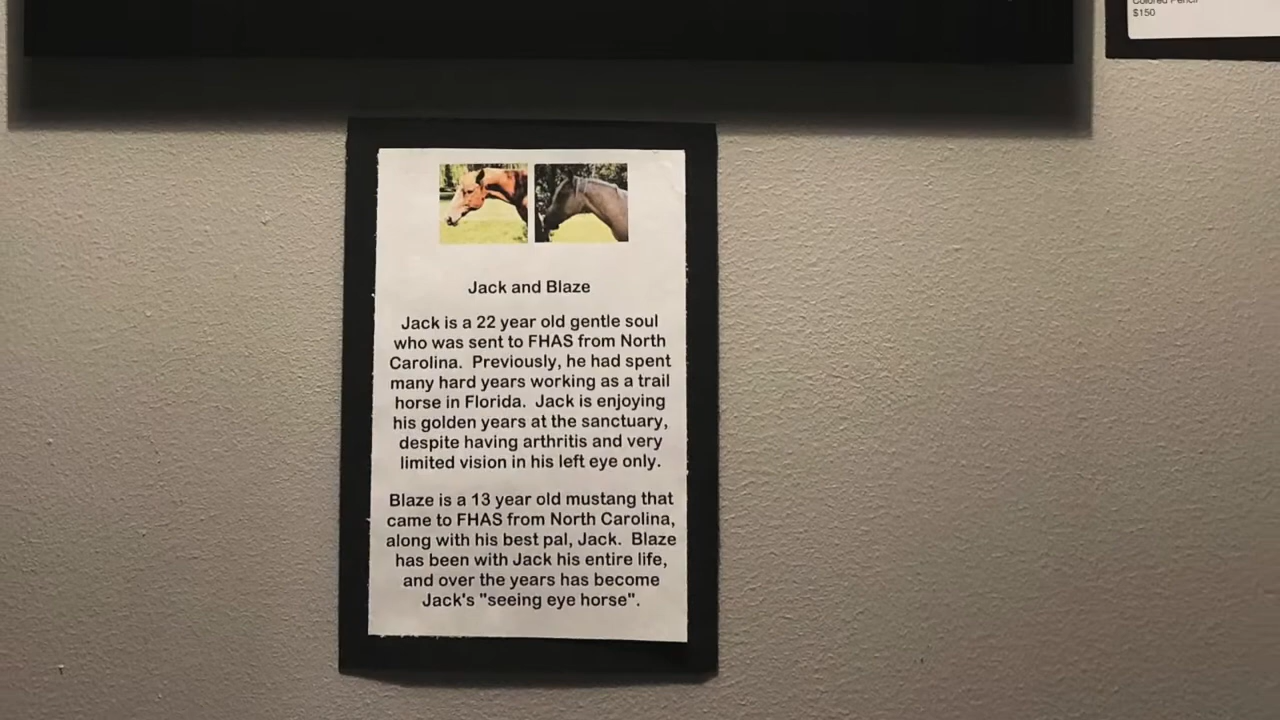 Colored Pencil
$150
Jack and Blaze
Jack is a 22 year old gentle soul
who was sent to FHAS from North
Carolina. Previously, he had spent
many hard years working as a trail
horse in Florida. Jack is enjoying
his golden years at the sanctuary,
despite having arthritis and very
limited vision in his left eye only.
Blaze is a 13 year old mustang that
came to FHAS from North Carolina,
along with his best pal, Jack. Blaze
has been with Jack his entire life,
and over the years has become
Jack's "seeing eye horse".